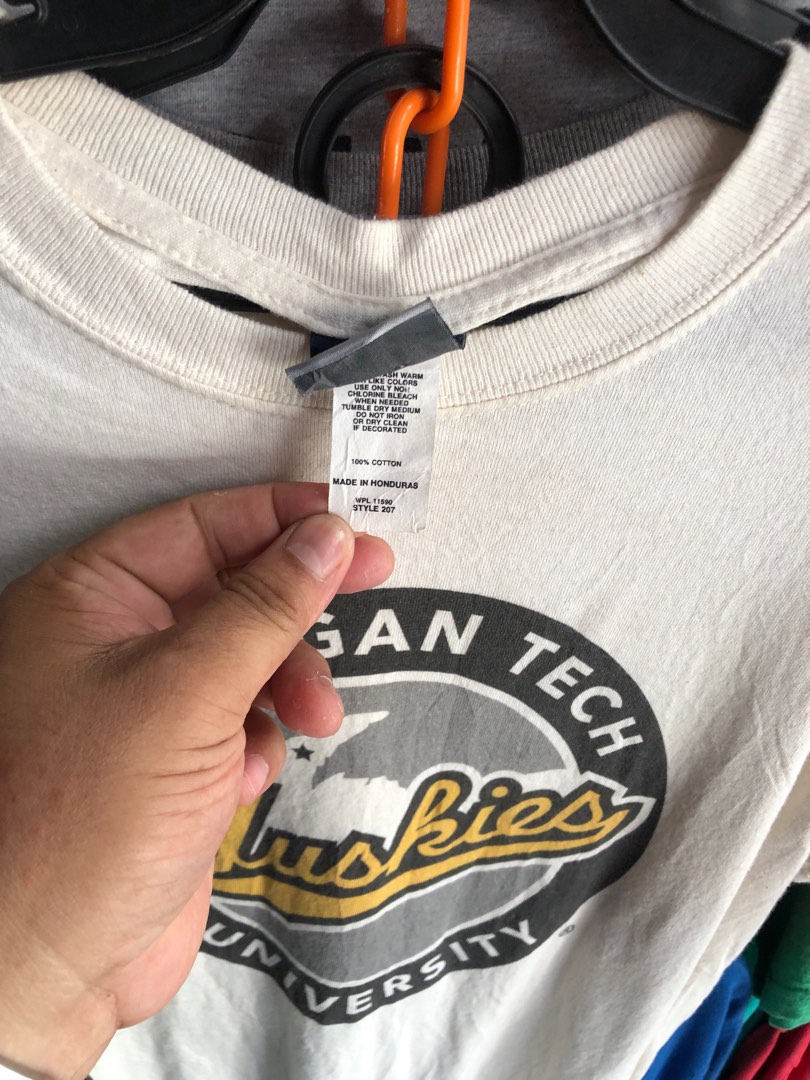 ASH WARM
LIKE COLORS
USE ONLY NON
CHLORINE BLEACH
WHEN NEEDED
TUMBLE DRY MEDIUM
DO NOT IRON
OR DRY CLEAN
IF DECORATED
100% COTTON
MADE IN HONDURAS
WPL 11590
STYLE 207
GAN TECH
Huskies
UNIVERSITY ®